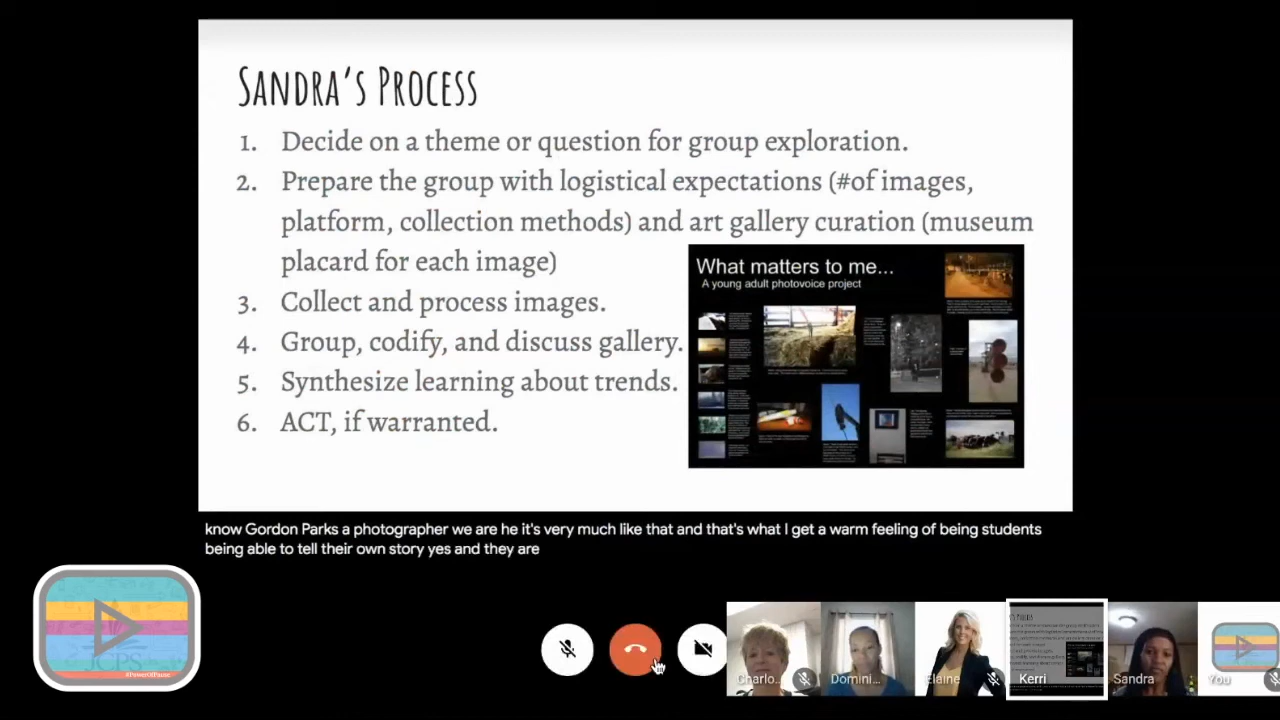 SANDRA'S PROCESS
1. Decide on a theme or question for group exploration.
2. Prepare the group with logistical expectations (#of images,
platform, collection methods) and art gallery curation (museum
placard for each image)
3. Collect and process images.
4. Group, codify, and discuss gallery.
5. Synthesize learning about trends.
6. ACT, if warranted.
What matters to me...
A young adult photovoice project
know Gordon Parks a photographer we are he it's very much like that and that's what I get a warm feeling of being students
being able to tell their own story yes and they are
JCPS
Charlo...
Domini...
Elaine
Kerri
Sandra
You